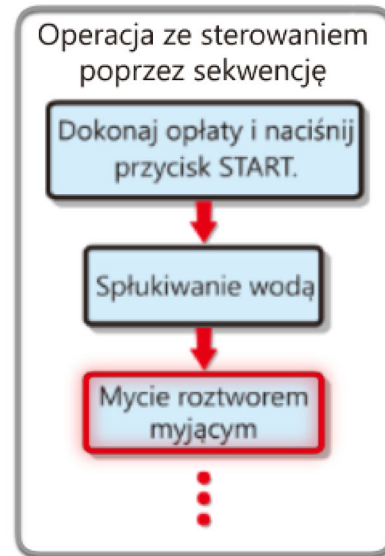 Operacja ze sterowaniem
poprzez sekwencję
Dokonaj opłaty i naciśnij
przycisk START.
Spłukiwanie wodą
Mycie roztworem
myjącym